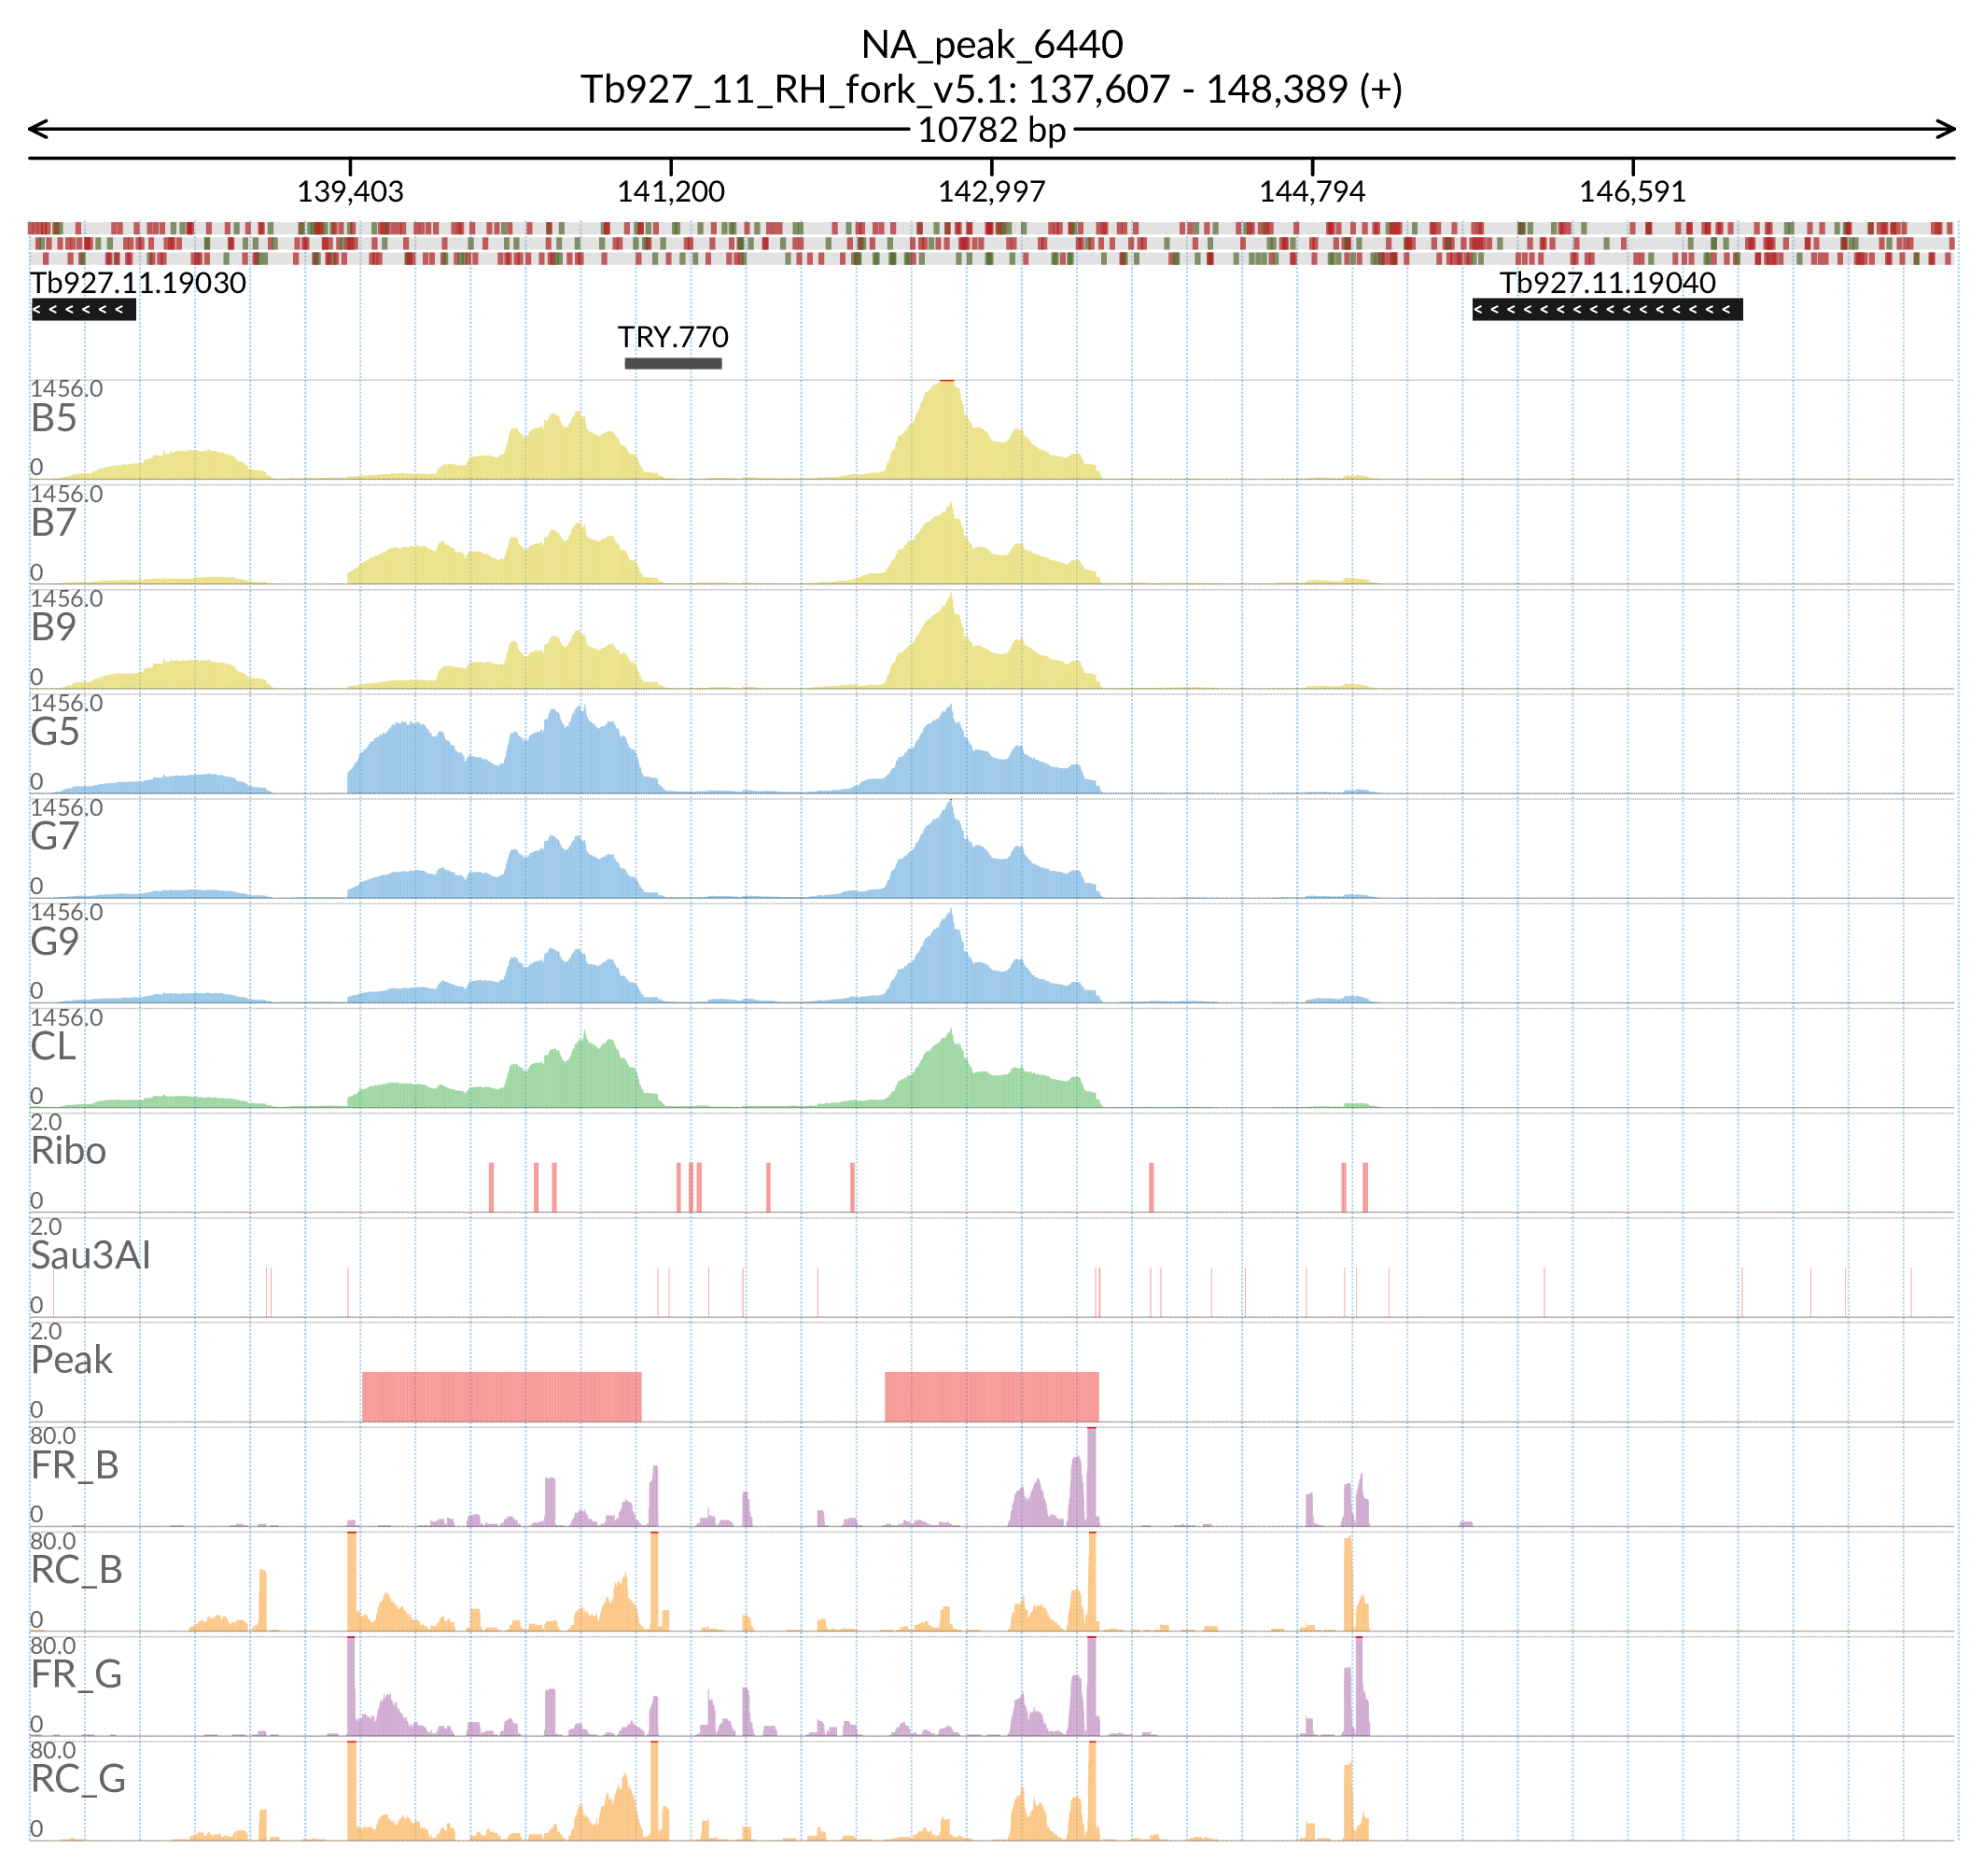 NA_peak_6440
Tb927_11_RH_fork_v5.1: 137,607 - 148,389 (+)
10782 bp
139,403 141,200 142,997 144,794 146,591
Tb927.11.19030 Tb927.11.19040
< < < < < < < < < < < < < < < < < < < < < <
TRY.770
1456.0
B5
0
1456.0
B7
0
1456.0
B9
0
1456.0
G5
0
1456.0
G7
0
1456.0
G9
0
1456.0
CL
0
2.0
Ribo
0
2.0
Sau3AI
0
2.0
Peak
0
80.0
FR_B
0
80.0
RC_B
0
80.0
FR_G
0
80.0
RC_G
0